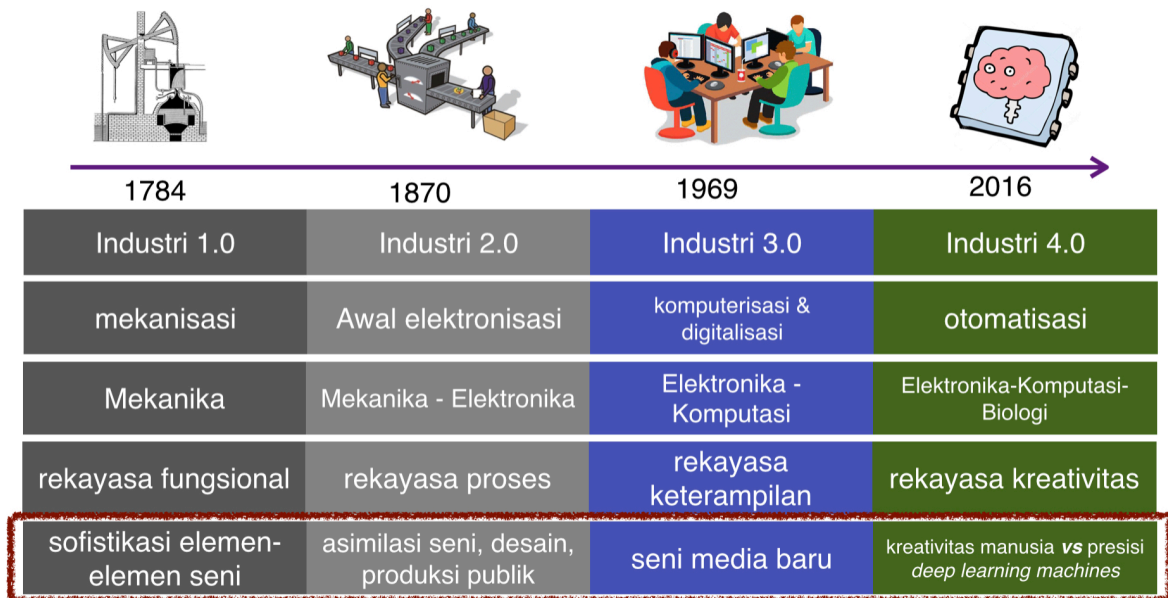 1784
1870
1969
2016
Industri 1.0
Industri 2.0
Industri 3.0
Industri 4.0
mekanisasi
Awal elektronisasi
komputerisasi &
digitalisasi
otomatisasi
Mekanika
Mekanika - Elektronika
Elektronika -
Komputasi
Elektronika-Komputasi-
Biologi
rekayasa fungsional
rekayasa proses
rekayasa
keterampilan
rekayasa kreativitas
sofistikasi elemen-
elemen seni
asimilasi seni, desain,
produksi publik
seni media baru
kreativitas manusia vs presisi
deep learning machines